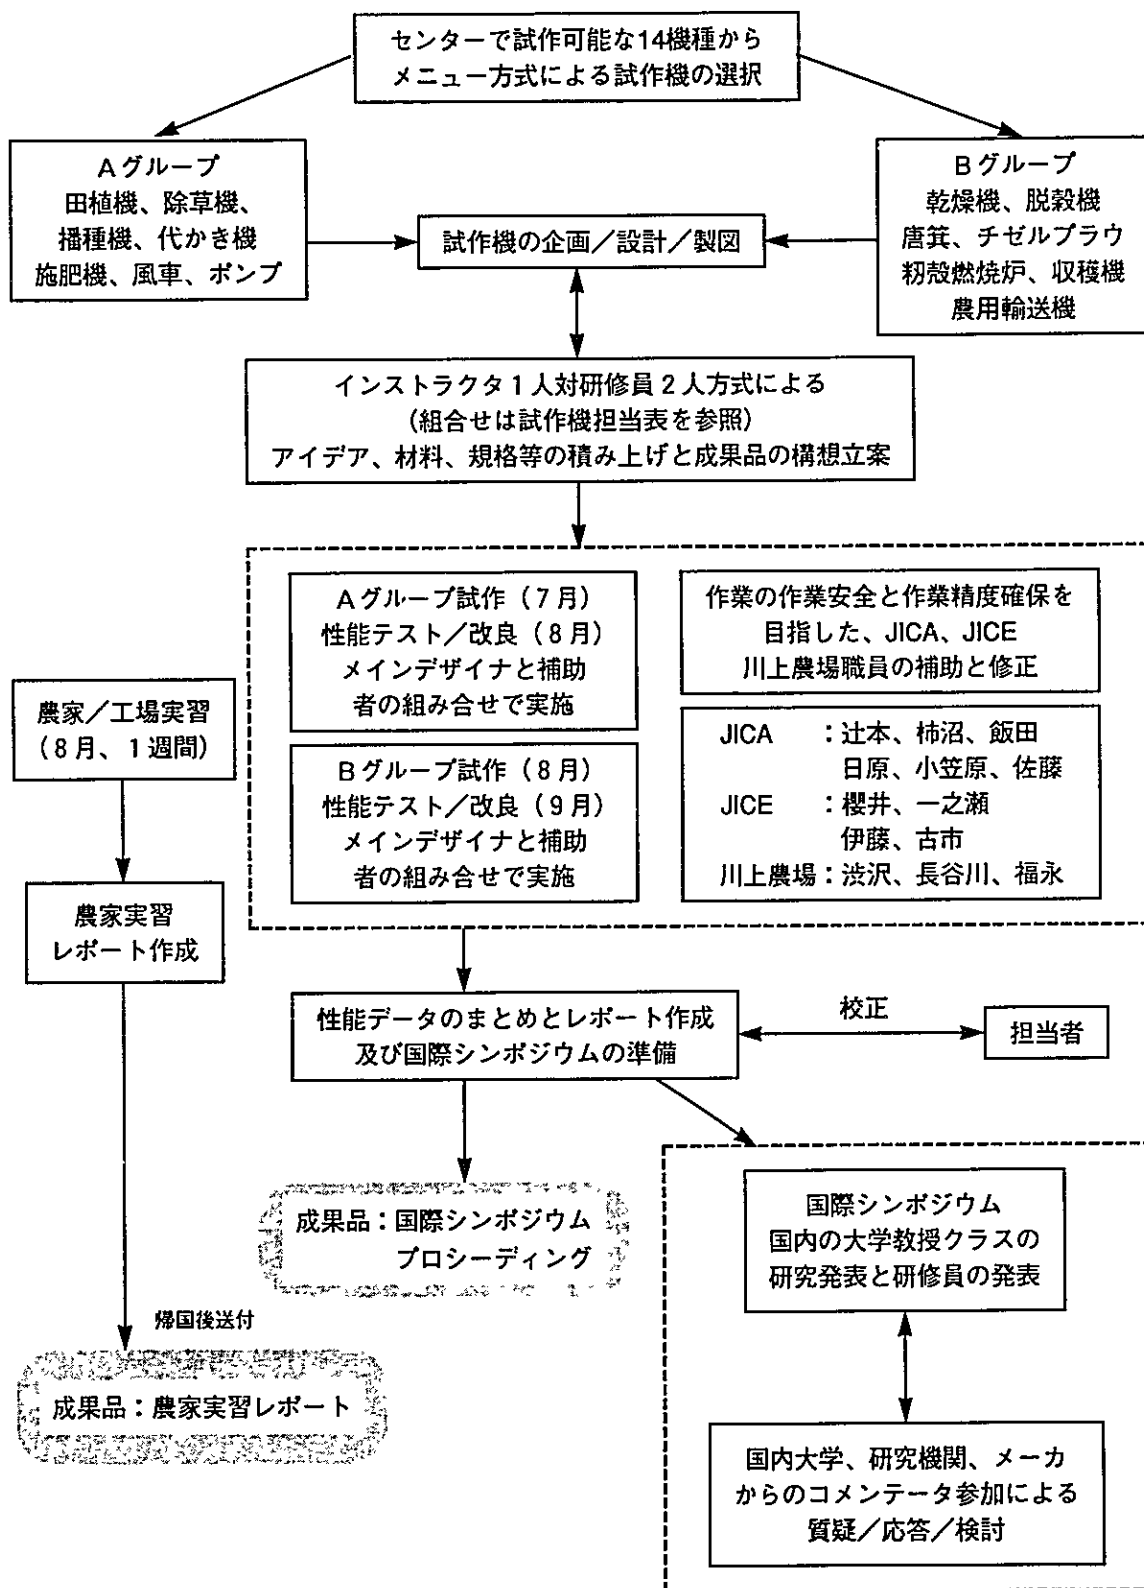 センターで試作可能な14機種から
メニュー方式による試作機の選択
Aグループ
田植機、除草機、
播種機、代かき機
施肥機、風車、ポンプ
Bグループ
乾燥機、脱穀機
唐箕、チゼルプラウ
籾殻燃焼炉、収穫機
農用輸送機
試作機の企画／設計／製図
インストラクタ1人対研修員2人方式による
(組合せは試作機担当表を参照)
アイデア、材料、規格等の積み上げと成果品の構想立案
Aグループ試作（7月）
性能テスト／改良（8月）
メインデザイナと補助
者の組み合せで実施
作業の作業安全と作業精度確保を
目指した、JICA、JICE
川上農場職員の補助と修正
Bグループ試作（8月）
性能テスト／改良（9月）
メインデザイナと補助
者の組み合せで実施
JICA ：辻本、柿沼、飯田
日原、小笠原、佐藤
JICE ：櫻井、一之瀬
伊藤、古市
川上農場：渋沢、長谷川、福永
農家／工場実習
（8月、1週間）
農家実習
レポート作成
性能データのまとめとレポート作成
及び国際シンポジウムの準備
校正
担当者
成果品：国際シンポジウム
プロシーディング
国際シンポジウム
国内の大学教授クラスの
研究発表と研修員の発表
帰国後送付
成果品：農家実習レポート
国内大学、研究機関、メーカ
からのコメンテータ参加による
質疑／応答／検討